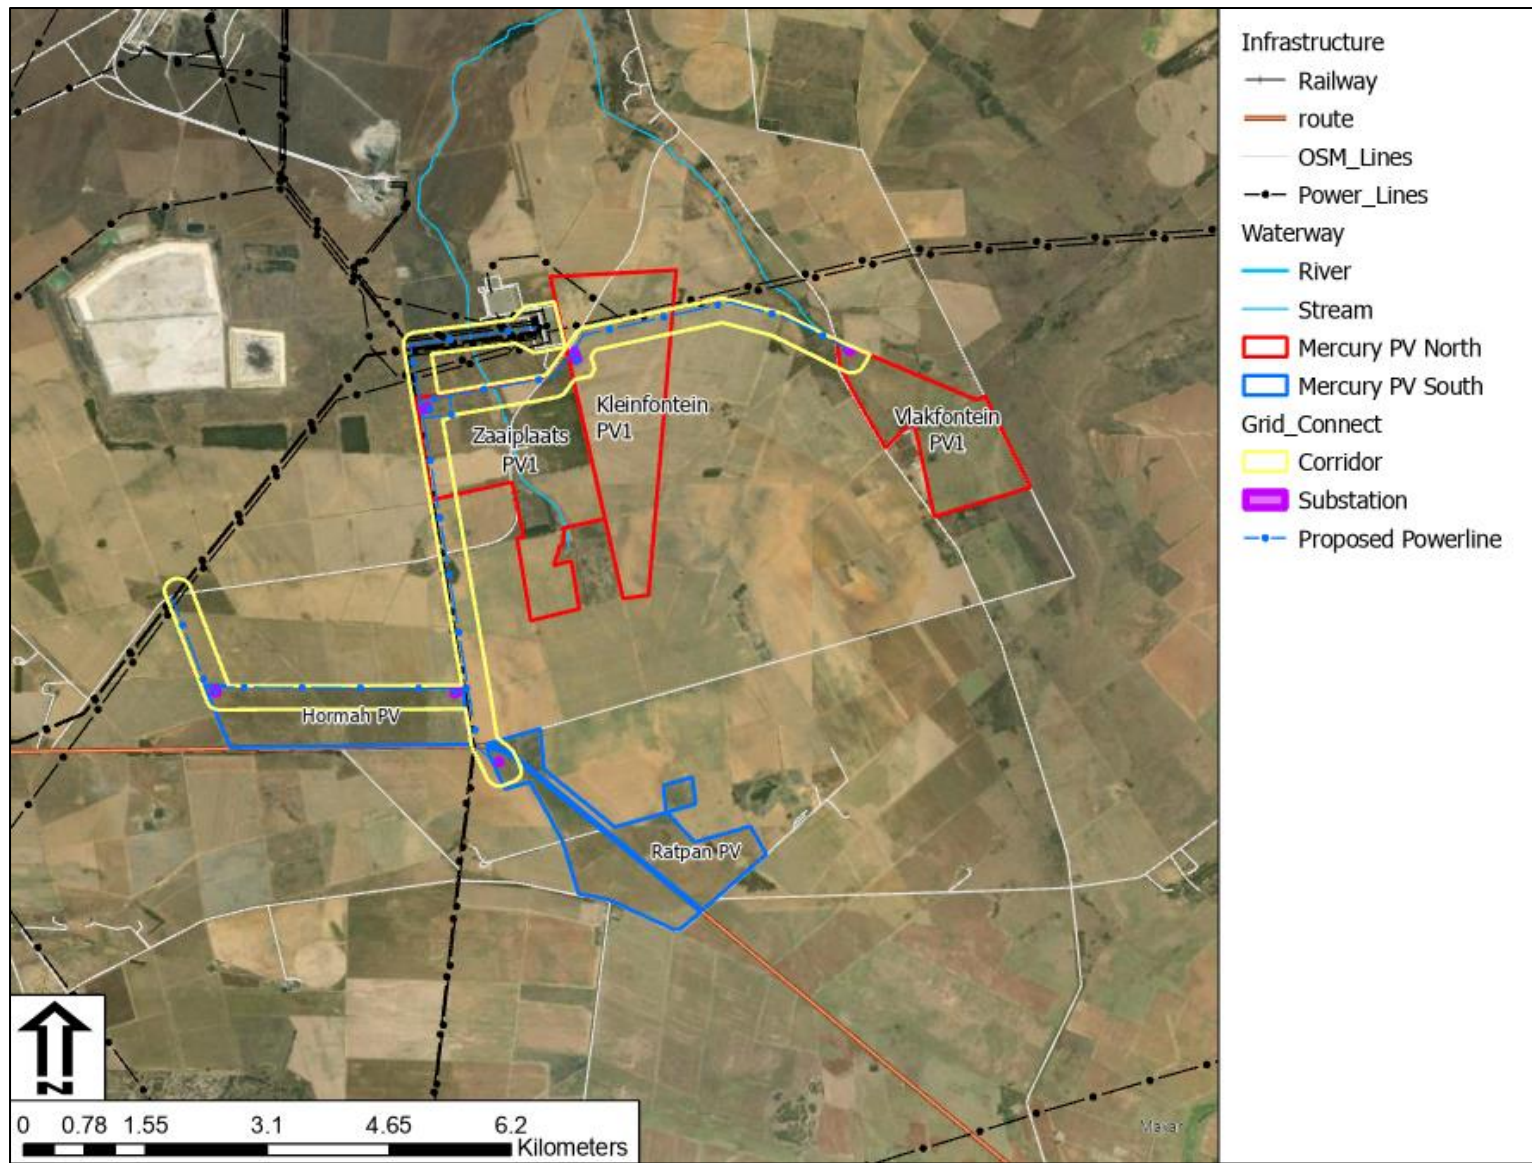 Infrastructure
Railway
route
OSM_Lines
Power_Lines
Waterway
River
Stream
Mercury PV North
Mercury PV South
Grid_Connect
Corridor
Substation
Proposed Powerline
Kleinfontein
PV1
Vlakfontein
PV1
Zaaiplaats
PV1
Hormah PV
Ratpan PV
N
0 0.78 1.55 3.1 4.65 6.2
Kilometers